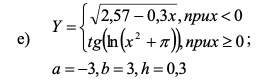 е) Y = { √2,57 − 0,3x, при x < 0
tg(ln(x² + π)), при x ≥ 0 ;
a = −3, b = 3, h = 0,3